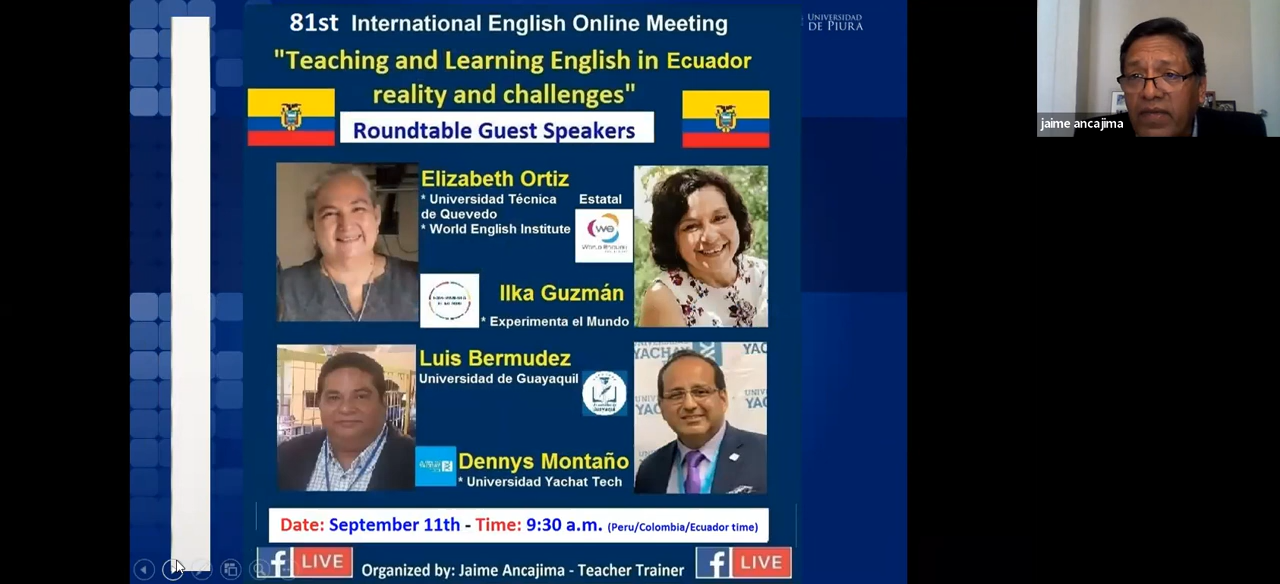 81st International English Online Meeting
"Teaching and Learning English in Ecuador
reality and challenges"
Roundtable Guest Speakers
UNIVERSIDAD
DE PIURA
jaime ancajima
Elizabeth Ortiz
* Universidad Técnica Estatal
de Quevedo
* World English Institute
we
Ilka Guzmán
* Experimenta el Mundo
Luis Bermudez
Universidad de Guayaquil
YACHAY
Dennys Montaño
* Universidad Yachat Tech
Date: September 11th - Time: 9:30 a.m. (Peru/Colombia/Ecuador time)
f LIVE
Organized by: Jaime Ancajima - Teacher Trainer
f LIVE